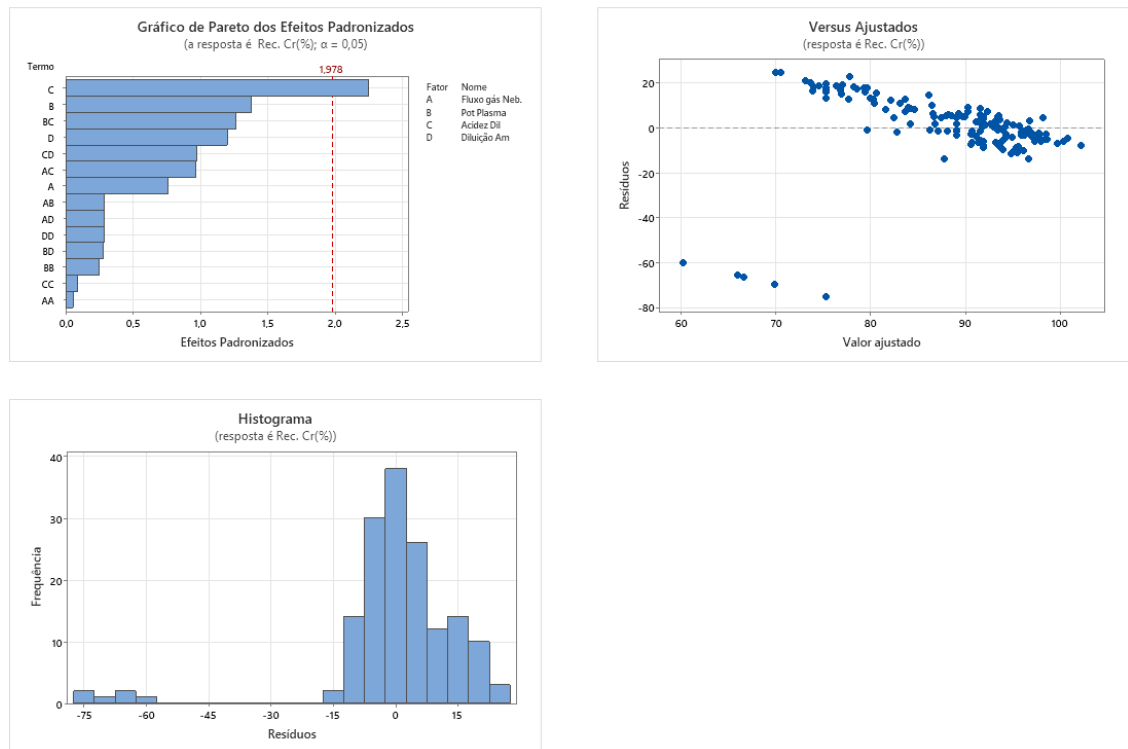 Gráfico de Pareto dos Efeitos Padronizados
(a resposta é Rec. Cr(%); α = 0,05)
Termo
1,978
C
B
BC
D
CD
AC
A
AB
AD
DD
BD
BB
CC
AA
0,0 0,5 1,0 1,5 2,0 2,5
Efeitos Padronizados
Fator Nome
A Fluxo gás Neb.
B Pot Plasma
C Acidez Dil
D Diluição Am
Versus Ajustados
(resposta é Rec. Cr(%))
Resíduos
20
0
-20
-40
-60
-80
60 70 80 90 100
Valor ajustado
Histograma
(resposta é Rec. Cr(%))
Frequência
40
30
20
10
0
-75 -60 -45 -30 -15 0 15
Resíduos